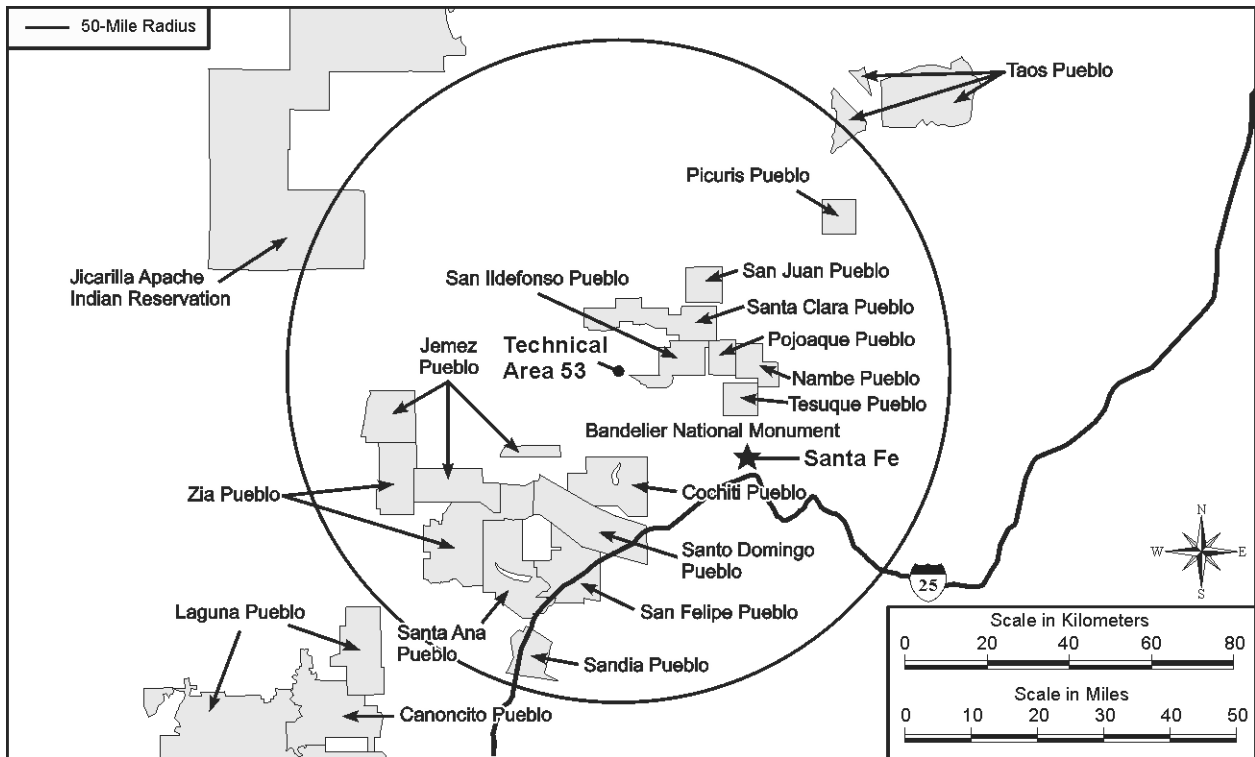 50-Mile Radius
Taos Pueblo
Picuris Pueblo
Jicarilla Apache
Indian Reservation
San Ildefonso Pueblo
San Juan Pueblo
Santa Clara Pueblo
Pojoaque Pueblo
Jemez
Pueblo
Technical
Area 53
Nambe Pueblo
Tesuque Pueblo
Bandelier National Monument
Santa Fe
Zia Pueblo
Cochiti Pueblo
Santo Domingo
Pueblo
N
W
E
S
25
Laguna Pueblo
Santa Ana
Pueblo
San Felipe Pueblo
Sandia Pueblo
Canoncito Pueblo
Scale in Kilometers
0 20 40 60 80
Scale in Miles
0 10 20 30 40 50